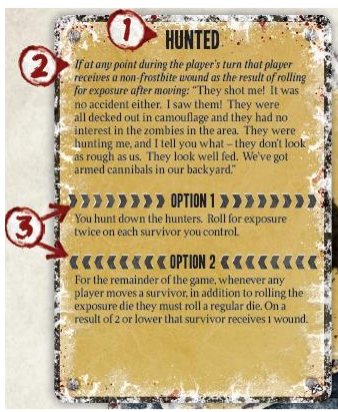 1
HUNTED
2
If at any point during the player's turn that player
receives a non-frostbite wound as the result of rolling
for exposure after moving: "They shot me! It was
no accident either. I saw them! They were
all decked out in camouflage and they had no
interest in the zombies in the area. They were
hunting me, and I tell you what – they don't look
as rough as us. They look well fed. We've got
armed cannibals in our backyard."
3
OPTION 1
You hunt down the hunters. Roll for exposure
twice on each survivor you control.
OPTION 2
For the remainder of the game, whenever any
player moves a survivor, in addition to rolling the
exposure die they must roll a regular die. On a
result of 2 or lower that survivor receives 1 wound.